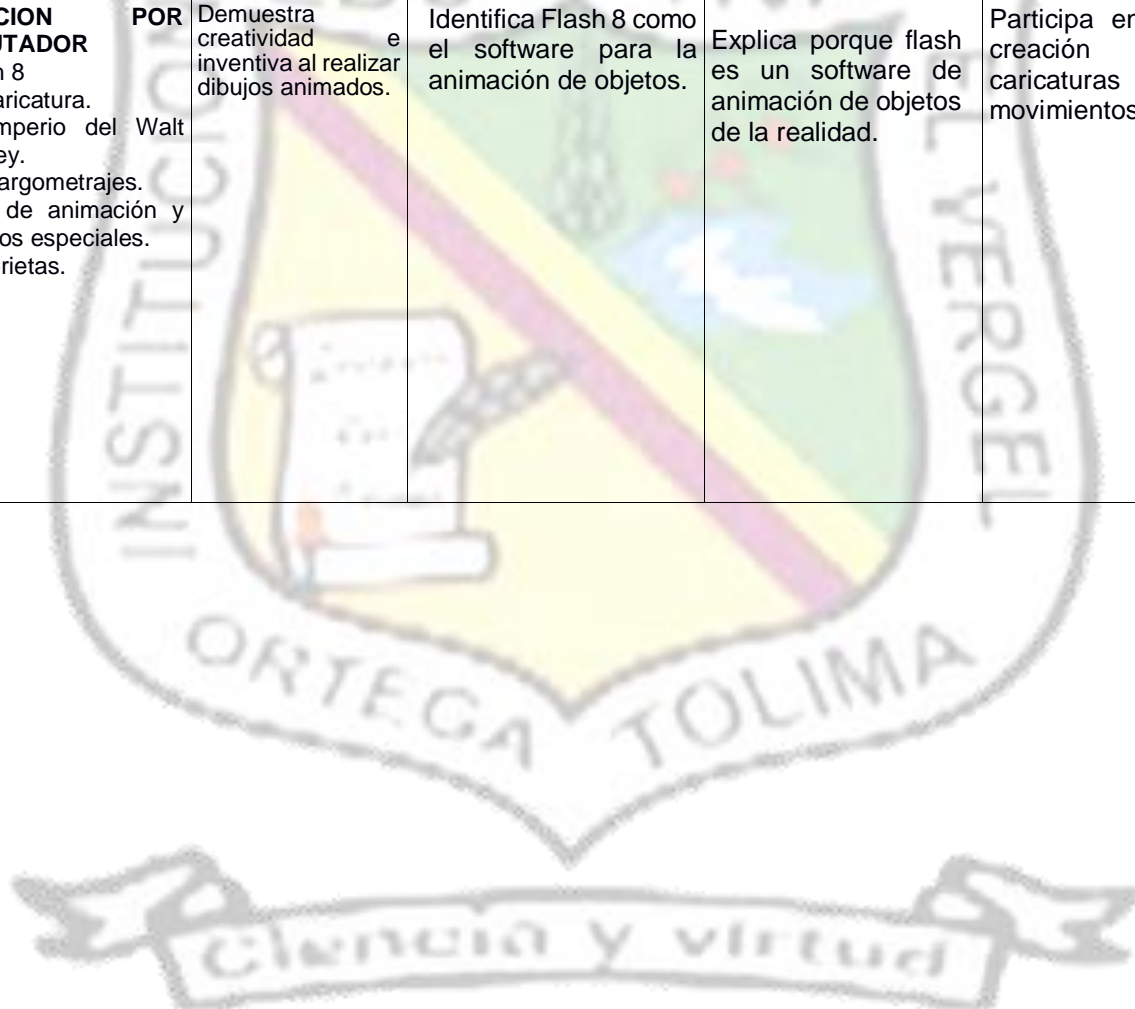 CION POR
UTADOR
n 8
aricatura.
mperio del Walt
ey.
argometrajes.
de animación y
os especiales.
rietas.
Demuestra
creatividad e
inventiva al realizar
dibujos animados.
Identifica Flash 8 como
el software para la
animación de objetos.
Explica porque flash
es un software de
animación de objetos
de la realidad.
Participa en
creación
caricaturas
movimientos
INSTITUCION
EL VERGEL
ORTEGA TOLIMA
Ciencia y virtud